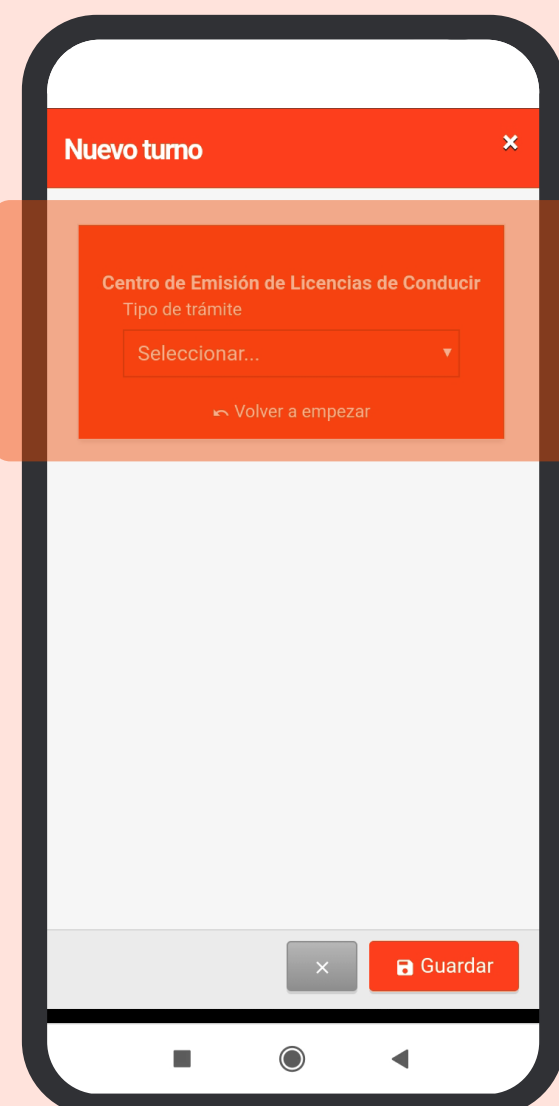 Nuevo turno
Centro de Emisión de Licencias de Conducir
Tipo de trámite
Seleccionar...
Volver a empezar
Guardar